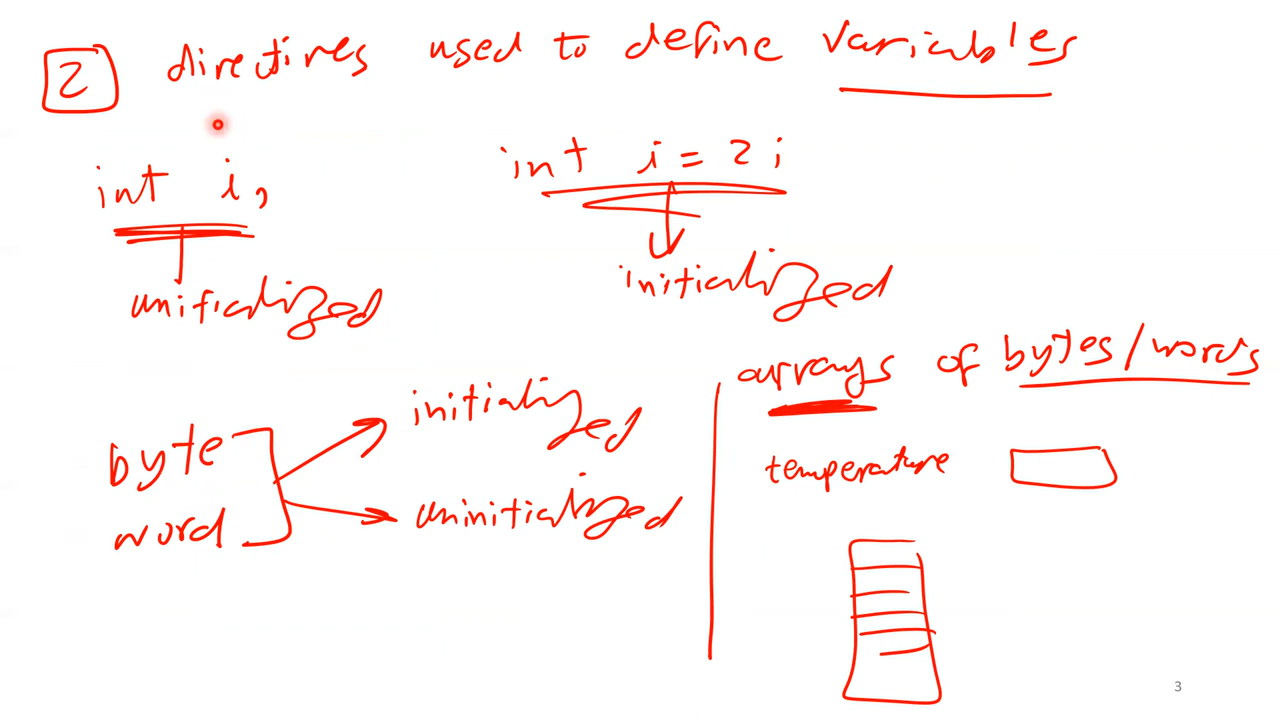 2 directives used to define variables
int i,
int i = 2 i
unitialized
initialized
byte
word
initialized
uninitialized
arrays of bytes/words
temperature
3